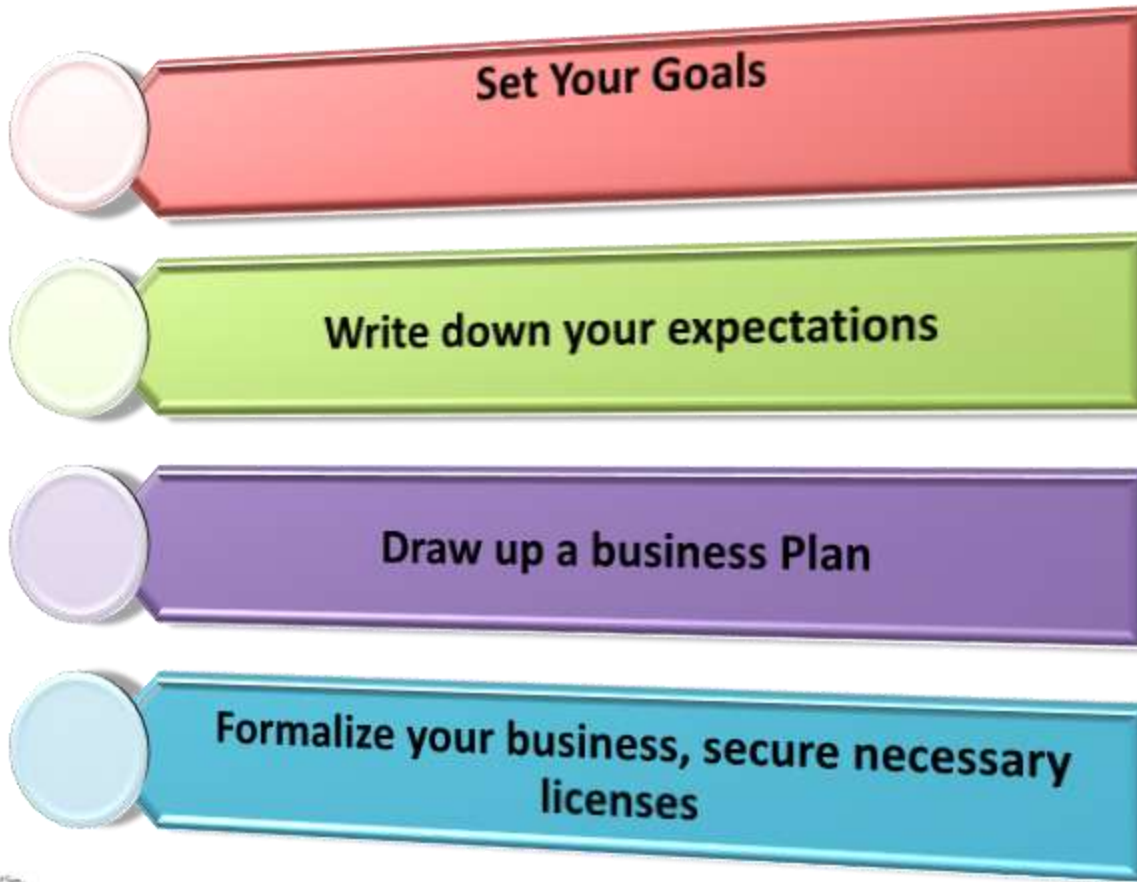 Set Your Goals
Write down your expectations
Draw up a business Plan
Formalize your business, secure necessary
licenses